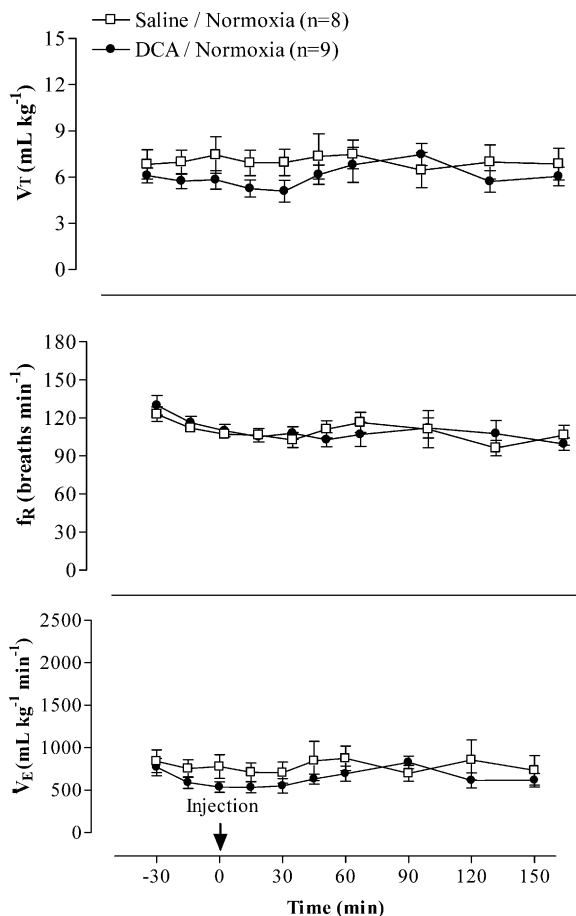 Saline / Normoxia (n=8)
DCA / Normoxia (n=9)
15
12
9
6
3
0
VT (mL kg⁻¹)
180
150
120
90
60
30
0
fR (breaths min⁻¹)
2500
2000
1500
1000
500
0
V̇E (mL kg⁻¹ min⁻¹)
Injection
-30 0 30 60 90 120 150
Time (min)